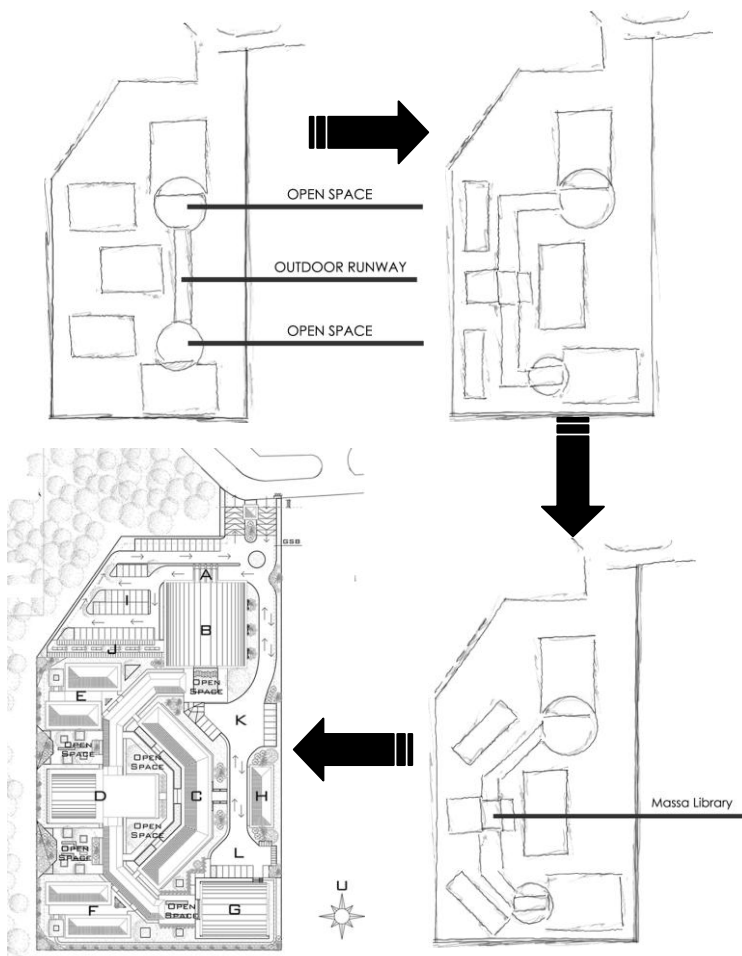 OPEN SPACE
OUTDOOR RUNWAY
OPEN SPACE
GSB
A
I
B
J
E
OPEN
SPACE
K
OPEN
SPACE
OPEN
SPACE
D
C
H
OPEN
SPACE
OPEN
SPACE
L
F
OPEN
SPACE
G
U
Massa Library